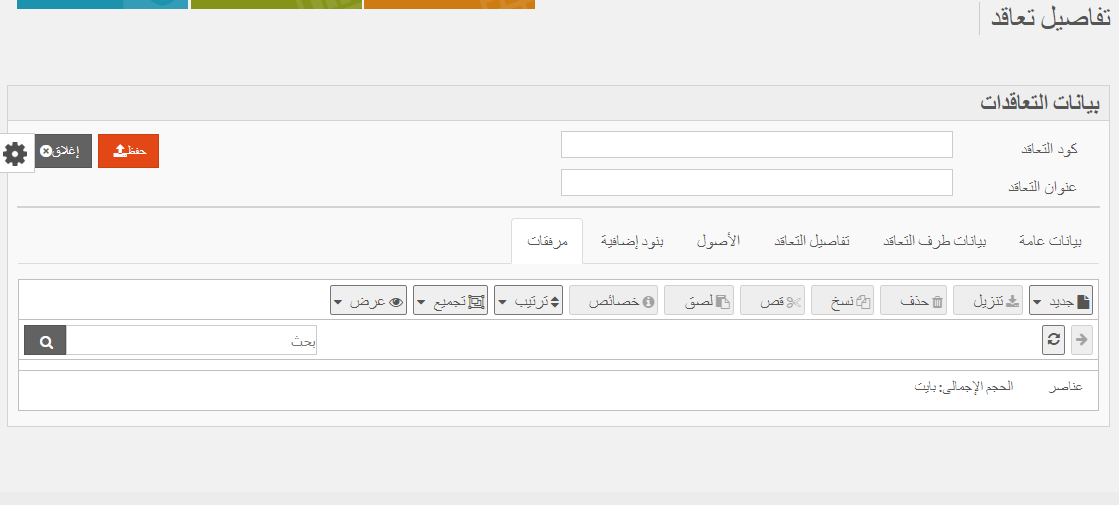 تفاصيل تعاقد
بيانات التعاقدات
كود التعاقد
حفظ إغلاق
عنوان التعاقد
بيانات عامة بيانات طرف التعاقد تفاصيل التعاقد الأصول بنود إضافية مرفقات
جديد تنزيل حذف نسخ قص لصق خصائص ترتيب تجميع عرض
بحث
عناصر الحجم الإجمالى: بايت